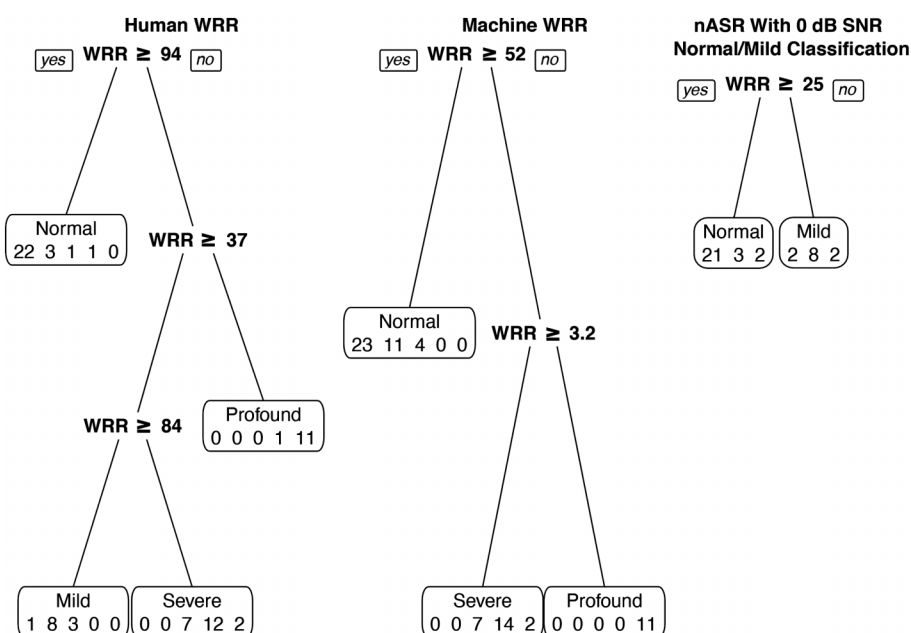 Human WRR
yes WRR ≥ 94 no
Normal
22 3 1 1 0
WRR ≥ 37
Profound
0 0 0 1 11
WRR ≥ 84
Mild
1 8 3 0 0
Severe
0 0 7 12 2
Machine WRR
yes WRR ≥ 52 no
Normal
23 11 4 0 0
WRR ≥ 3.2
Severe
0 0 7 14 2
Profound
0 0 0 0 11
nASR With 0 dB SNR
Normal/Mild Classification
yes WRR ≥ 25 no
Normal
21 3 2
Mild
2 8 2